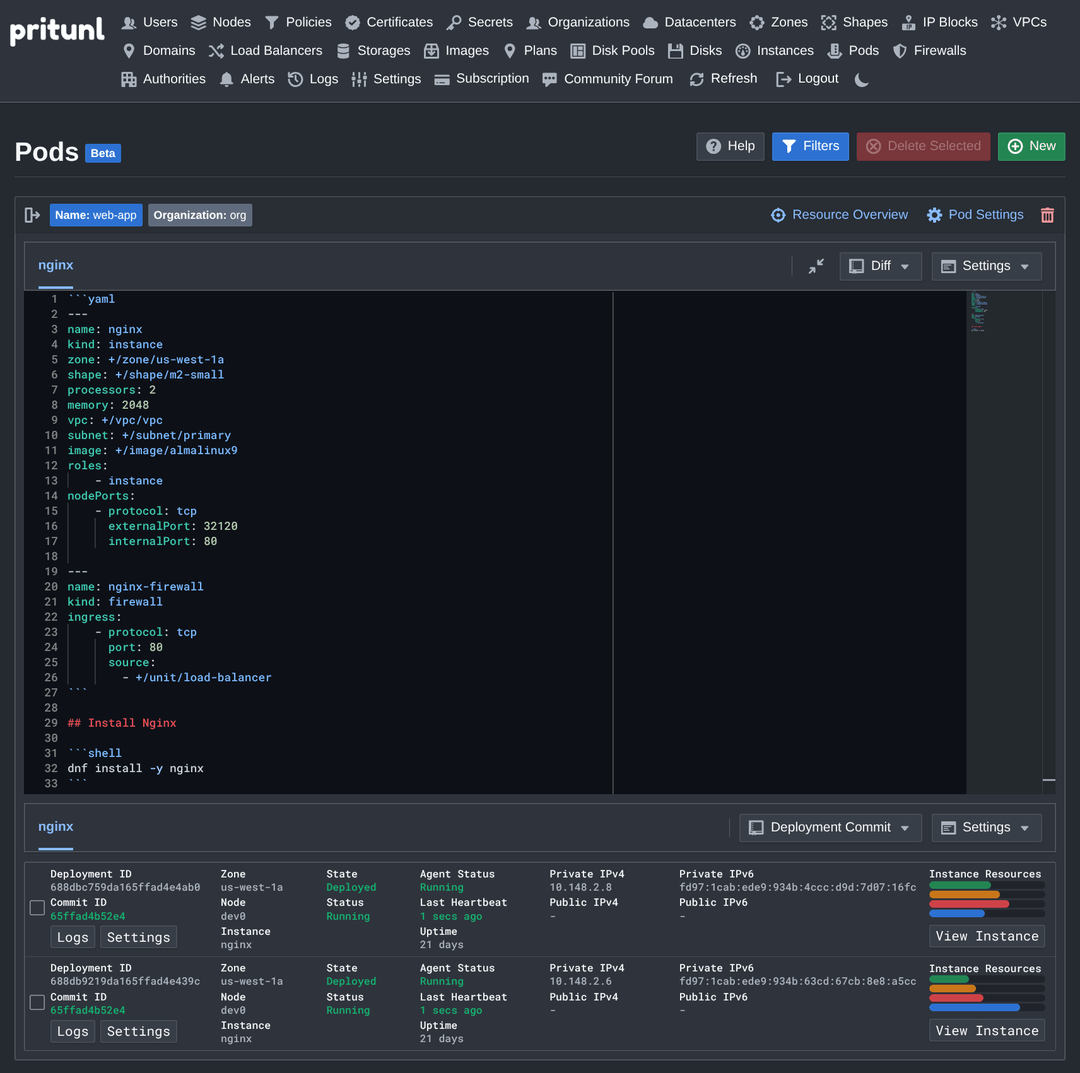 pritunl
Users Nodes Policies Certificates Secrets Organizations Datacenters Zones Shapes IP Blocks VPCs
Domains Load Balancers Storages Images Plans Disk Pools Disks Instances Pods Firewalls
Authorities Alerts Logs Settings Subscription Community Forum Refresh Logout
Pods Beta
Help Filters Delete Selected New
Name: web-app Organization: org
Resource Overview Pod Settings
nginx
Diff Settings
1 ```yaml
2 ---
3 name: nginx
4 kind: instance
5 zone: +/zone/us-west-1a
6 shape: +/shape/m2-small
7 processors: 2
8 memory: 2048
9 vpc: +/vpc/vpc
10 subnet: +/subnet/primary
11 image: +/image/almalinux9
12 roles:
13 - instance
14 nodePorts:
15 - protocol: tcp
16 externalPort: 32120
17 internalPort: 80
18
19 ---
20 name: nginx-firewall
21 kind: firewall
22 ingress:
23 - protocol: tcp
24 port: 80
25 source:
26 - +/unit/load-balancer
27 ```
28
29 ## Install Nginx
30
31 ```shell
32 dnf install -y nginx
33 ```
nginx
Deployment Commit Settings
Deployment ID Zone State Agent Status Private IPv4 Private IPv6 Instance Resources
688dbc759da165ffad4e4ab0 us-west-1a Deployed Running 10.148.2.8 fd97:1cab:ede9:934b:4ccc:d9d:7d07:16fc
Commit ID Node Status Last Heartbeat Public IPv4 Public IPv6
65ffad4b52e4 dev0 Running 1 secs ago - -
Instance Uptime
nginx 21 days
Logs Settings View Instance
Deployment ID Zone State Agent Status Private IPv4 Private IPv6 Instance Resources
688db9219da165ffad4e439c us-west-1a Deployed Running 10.148.2.6 fd97:1cab:ede9:934b:63cd:67cb:8e8:a5cc
Commit ID Node Status Last Heartbeat Public IPv4 Public IPv6
65ffad4b52e4 dev0 Running 1 secs ago - -
Instance Uptime
nginx 21 days
Logs Settings View Instance